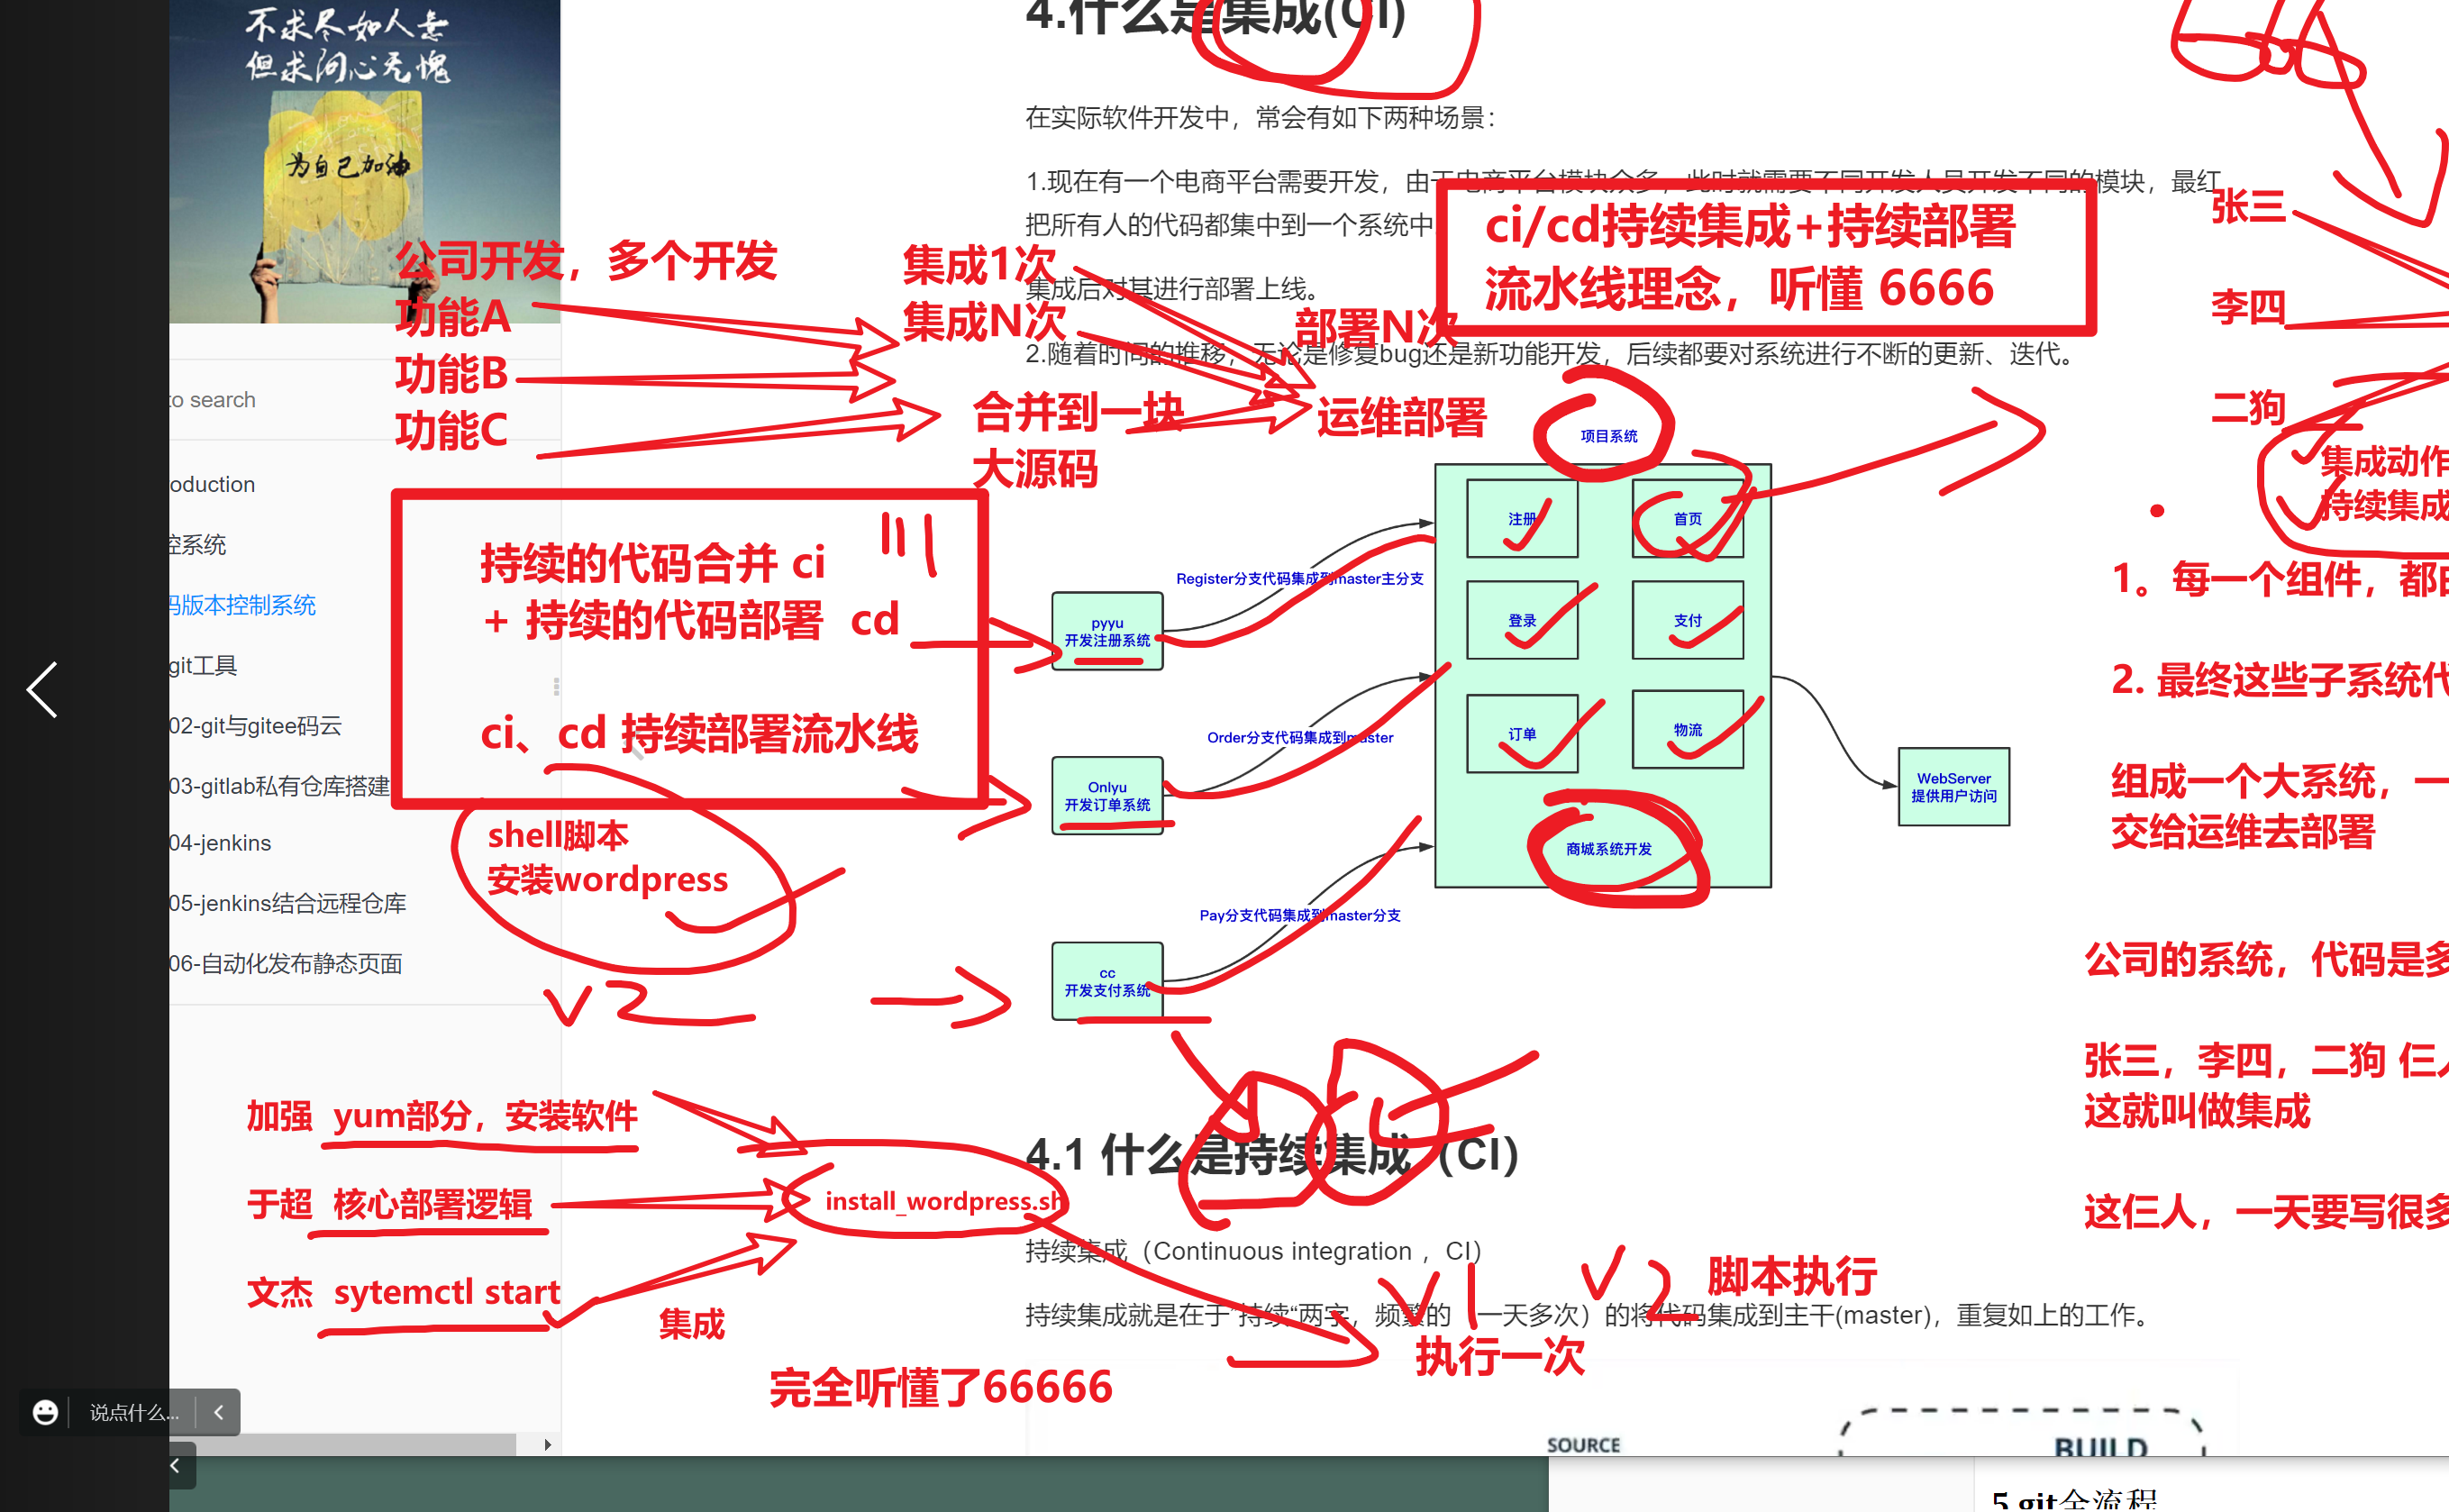 不求尽如人意
但求问心无愧
为自己加油
to search
oduction
控系统
码版本控制系统
git工具
02-git与gitee码云
03-gitlab私有仓库搭建
04-jenkins
05-jenkins结合远程仓库
06-自动化发布静态页面
4.什么是集成(CI)
在实际软件开发中，常会有如下两种场景：
1.现在有一个电商平台需要开发，由于电商平台模块众多，此时就需要不同开发人员开发不同的模块，最红
把所有人的代码都集中到一个系统中
集成后对其进行部署上线。
2.随着时间的推移，无论是修复bug还是新功能开发，后续都要对系统进行不断的更新、迭代。
ci/cd持续集成+持续部署
流水线理念，听懂 6666
公司开发，多个开发
功能A
功能B
功能C
集成1次
集成N次
部署N次
合并到一块
大源码
运维部署
持续的代码合并 ci
+ 持续的代码部署 cd
ci、cd 持续部署流水线
shell脚本
安装wordpress
V2
项目系统
注册
首页
登录
支付
订单
物流
商城系统开发
pyyu
开发注册系统
Register分支代码集成到master主分支
Onlyu
开发订单系统
Order分支代码集成到master
cc
开发支付系统
Pay分支代码集成到master分支
WebServer
提供用户访问
张三
李四
二狗
集成动作
持续集成
1。每一个组件，都由
2. 最终这些子系统代
组成一个大系统，一
交给运维去部署
公司的系统，代码是多
张三，李四，二狗 仨人
这就叫做集成
这仨人，一天要写很多
加强 yum部分，安装软件
于超 核心部署逻辑
文杰 sytemctl start
集成
install_wordpress.sh
完全听懂了66666
4.1 什么是持续集成（CI）
持续集成（Continuous integration ，CI）
持续集成就是在于"持续"两字，频繁的（一天多次）的将代码集成到主干(master)，重复如上的工作。
V1
执行一次
V2
脚本执行
SOURCE
BUILD
说点什么...
5 git全流程